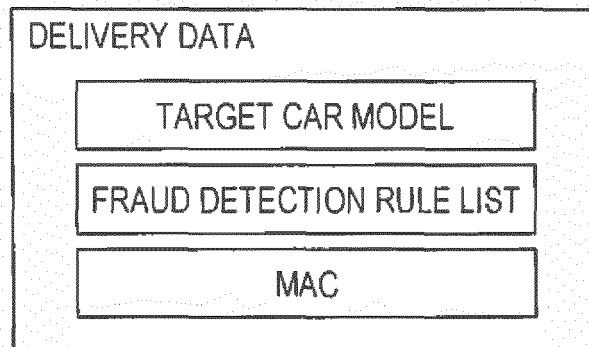 DELIVERY DATA
TARGET CAR MODEL
FRAUD DETECTION RULE LIST
MAC